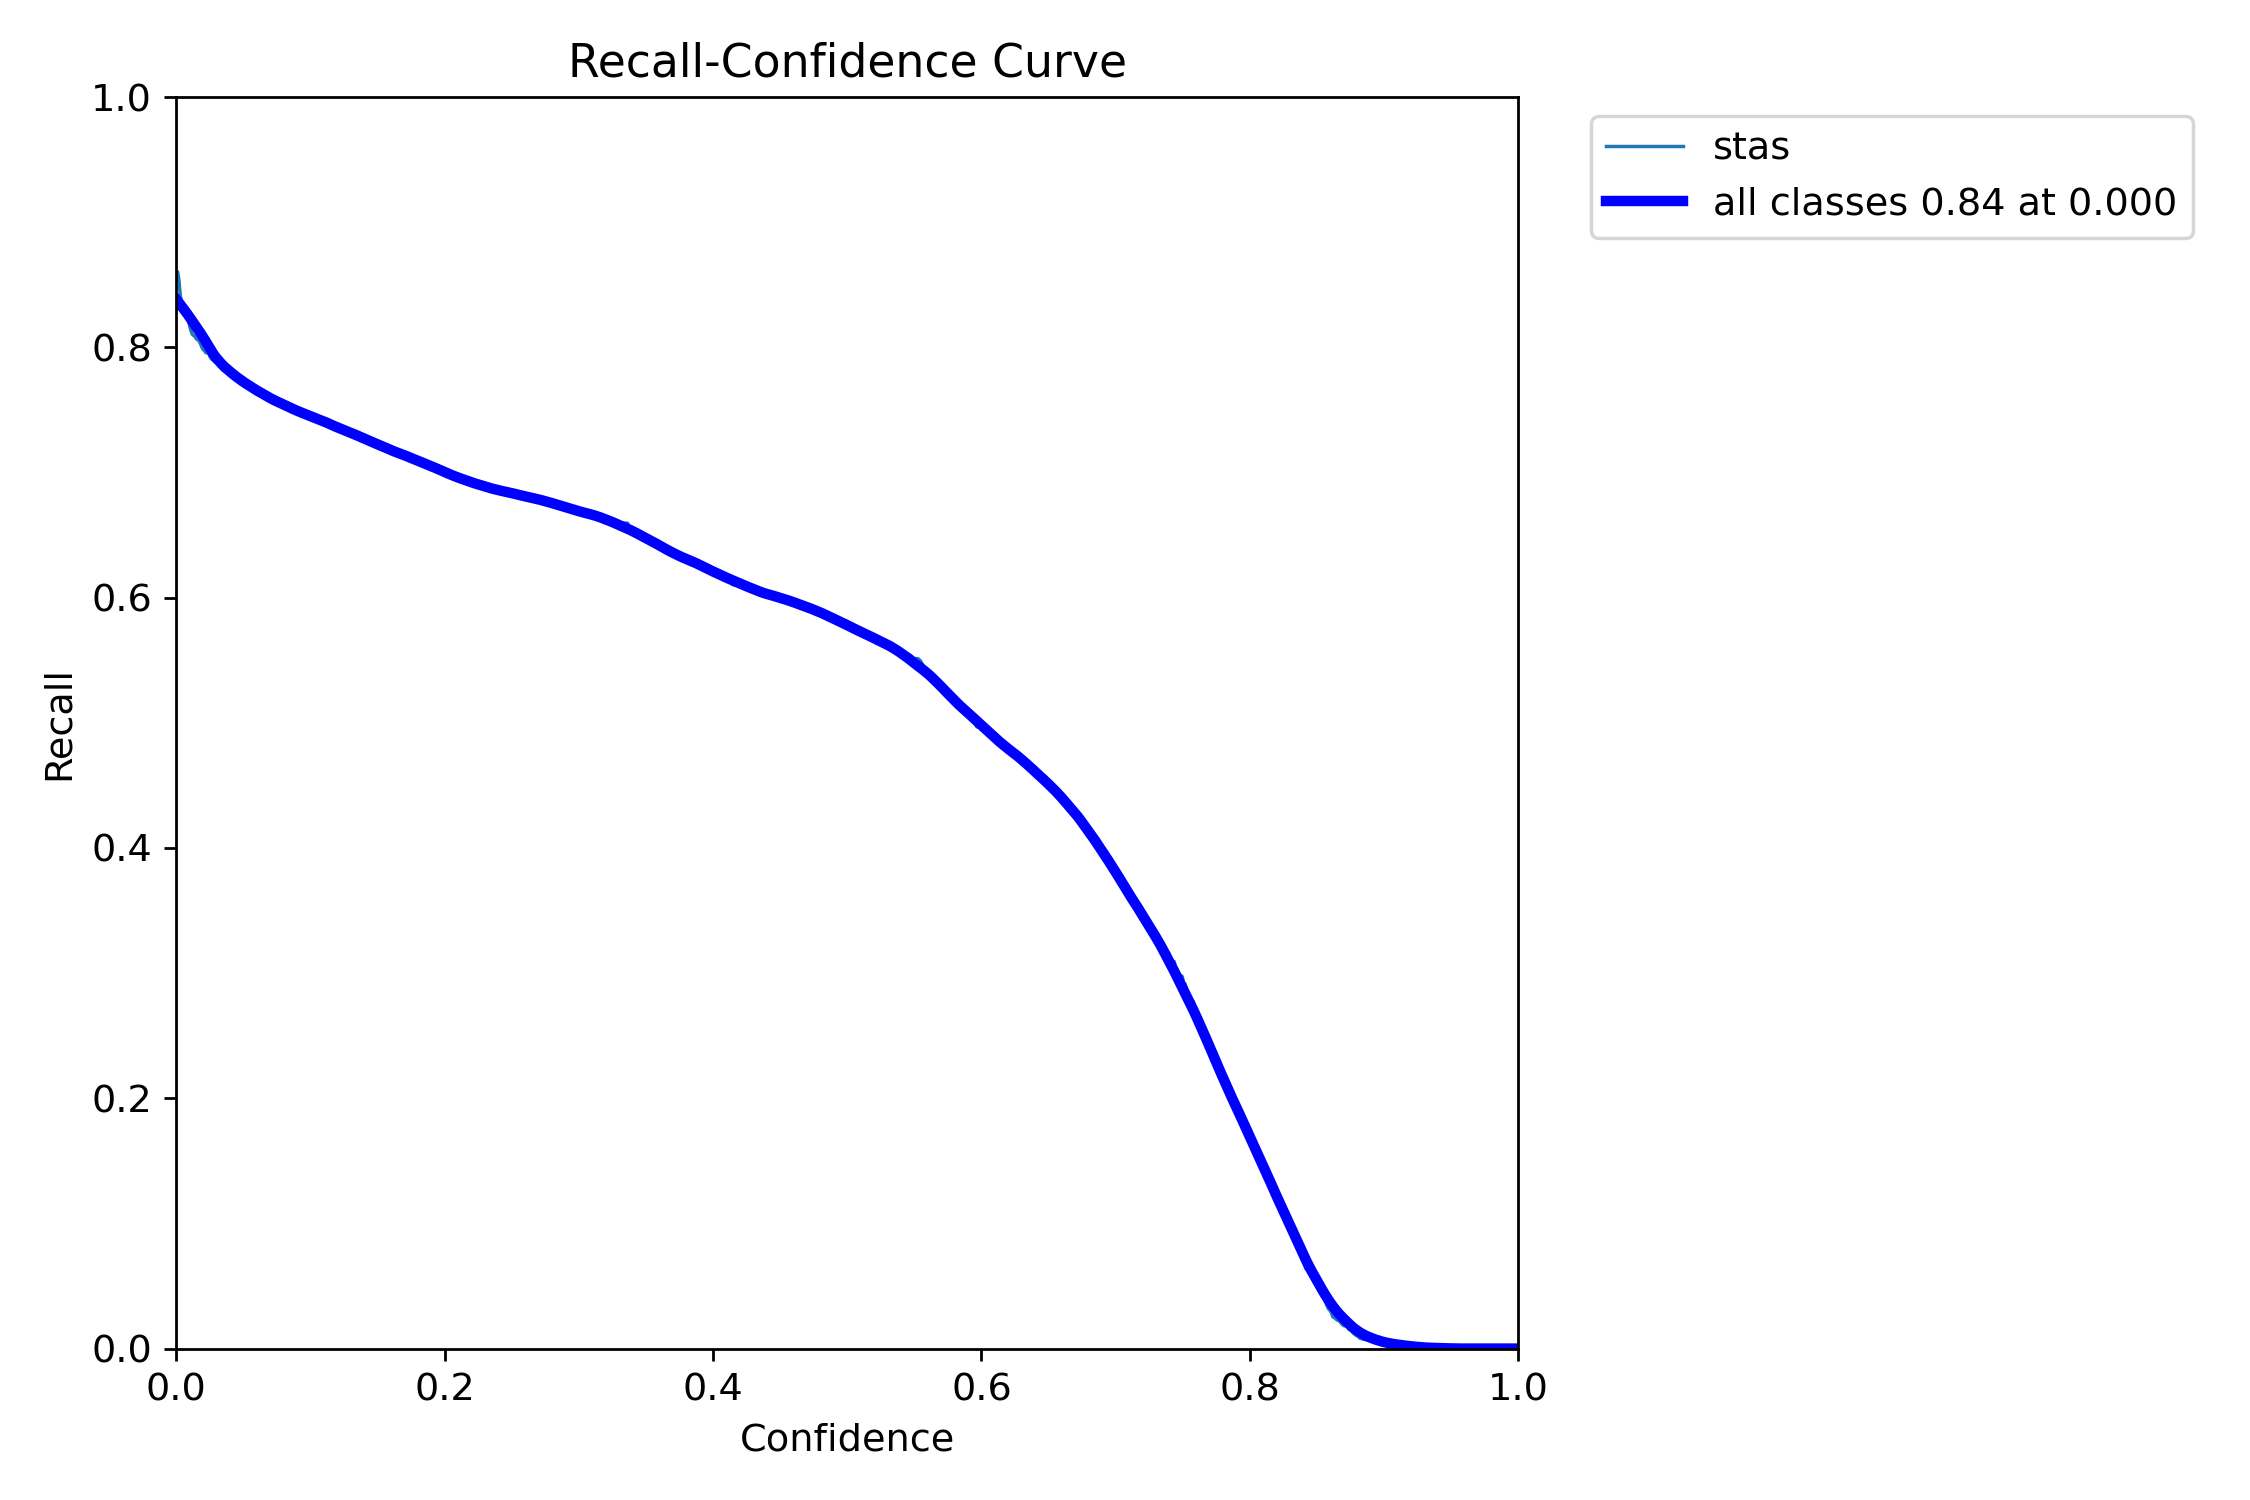 Recall-Confidence Curve
stas
all classes 0.84 at 0.000
Recall
1.0
0.8
0.6
0.4
0.2
0.0
0.0 0.2 0.4 0.6 0.8 1.0
Confidence